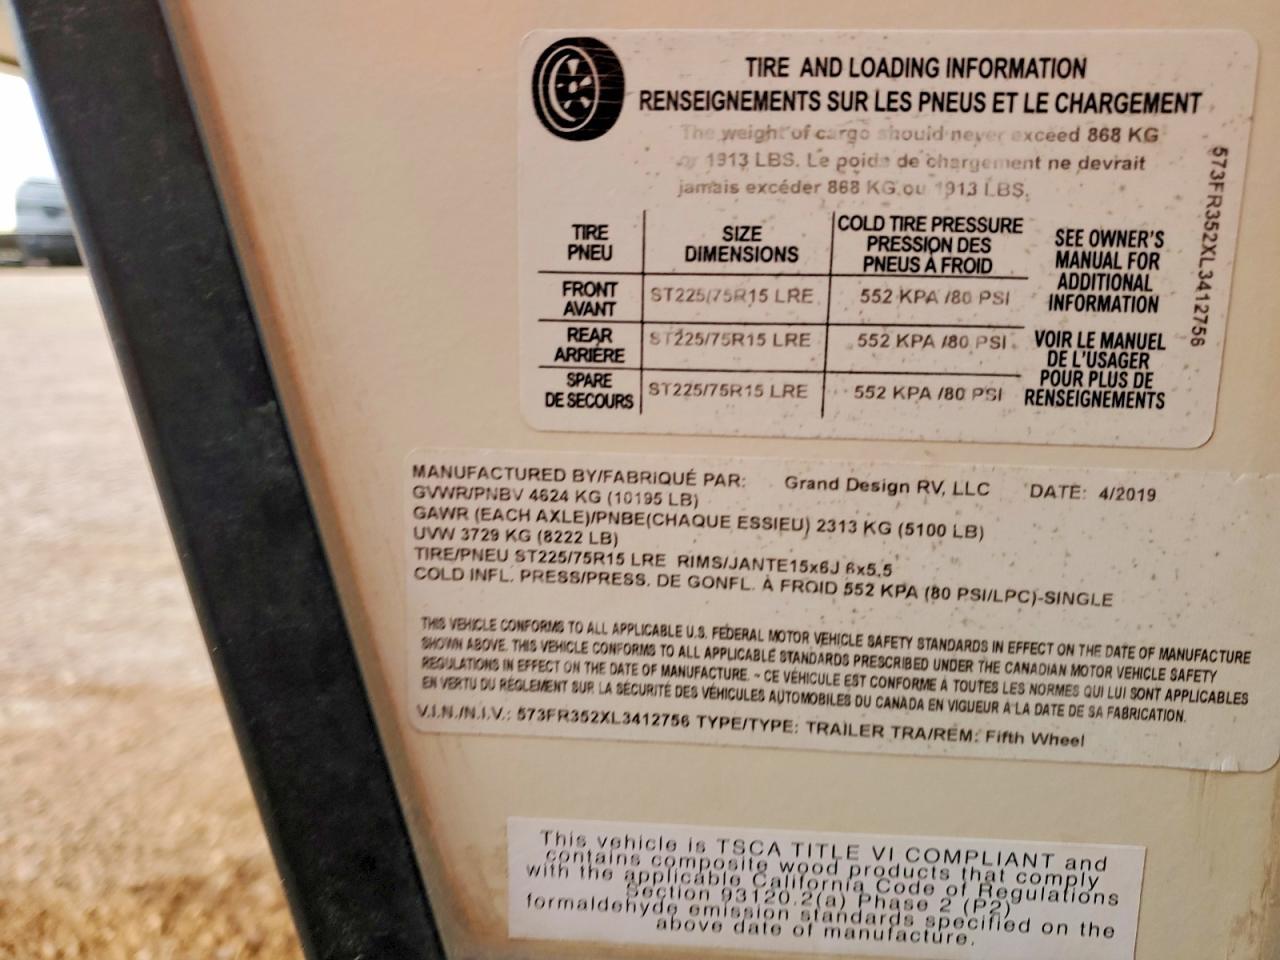 TIRE AND LOADING INFORMATION
RENSEIGNEMENTS SUR LES PNEUS ET LE CHARGEMENT
The weight of cargo should never exceed 868 KG
or 1913 LBS. Le poids de chargement ne devrait
jamais excéder 868 KG ou 1913 LBS.
TIRE
PNEU
SIZE
DIMENSIONS
COLD TIRE PRESSURE
PRESSION DES
PNEUS À FROID
FRONT
AVANT
ST225/75R15 LRE
552 KPA /80 PSI
REAR
ARRIÈRE
ST225/75R15 LRE
552 KPA /80 PSI
SPARE
DE SECOURS
ST225/75R15 LRE
552 KPA /80 PSI
SEE OWNER'S
MANUAL FOR
ADDITIONAL
INFORMATION
VOIR LE MANUEL
DE L'USAGER
POUR PLUS DE
RENSEIGNEMENTS
573FR352XL3412756
MANUFACTURED BY/FABRIQUÉ PAR: Grand Design RV, LLC DATE: 4/2019
GVWR/PNBV 4624 KG (10195 LB)
GAWR (EACH AXLE)/PNBE(CHAQUE ESSIEU) 2313 KG (5100 LB)
UVW 3729 KG (8222 LB)
TIRE/PNEU ST225/75R15 LRE RIMS/JANTE15x6J 6x5.5
COLD INFL. PRESS/PRESS. DE GONFL. À FROID 552 KPA (80 PSI/LPC)-SINGLE
THIS VEHICLE CONFORMS TO ALL APPLICABLE U.S. FEDERAL MOTOR VEHICLE SAFETY STANDARDS IN EFFECT ON THE DATE OF MANUFACTURE
SHOWN ABOVE. THIS VEHICLE CONFORMS TO ALL APPLICABLE STANDARDS PRESCRIBED UNDER THE CANADIAN MOTOR VEHICLE SAFETY
REGULATIONS IN EFFECT ON THE DATE OF MANUFACTURE. - CE VÉHICULE EST CONFORME À TOUTES LES NORMES QUI LUI SONT APPLICABLES
EN VERTU DU RÈGLEMENT SUR LA SÉCURITÉ DES VÉHICULES AUTOMOBILES DU CANADA EN VIGUEUR À LA DATE DE SA FABRICATION.
V.I.N./N.I.V.: 573FR352XL3412756 TYPE/TYPE: TRAILER TRA/REM: Fifth Wheel
This vehicle is TSCA TITLE VI COMPLIANT and
contains composite wood products that comply
with the applicable California Code of Regulations
Section 93120.2(a) Phase 2 (P2)
formaldehyde emission standards specified on the
above date of manufacture.